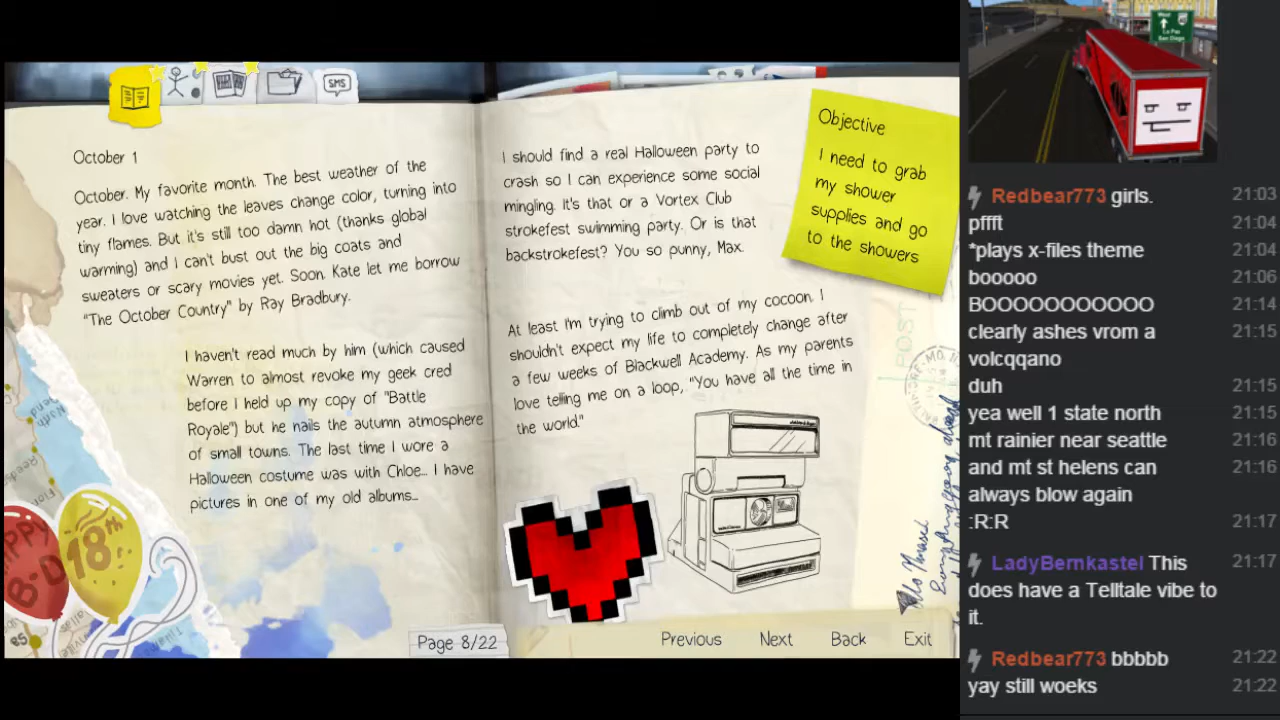 SMS
October 1
October. My favorite month. The best weather of the
year. I love watching the leaves change color, turning into
tiny flames. But it's still too damn hot (thanks global
warming) and I can't bust out the big coats and
sweaters or scary movies yet. Soon. Kate let me borrow
"The October Country" by Ray Bradbury.
I haven't read much by him (which caused
Warren to almost revoke my geek cred
before I held up my copy of "Battle
Royale") but he nails the autumn atmosphere
of small towns. The last time I wore a
Halloween costume was with Chloe... I have
pictures in one of my old albums...
HAPPY
B-D
18th
I should find a real Halloween party to
crash so I can experience some social
mingling. It's that or a Vortex Club
strokefest swimming party. Or is that
backstrokefest? You so punny, Max.
At least I'm trying to climb out of my cocoon. I
shouldn't expect my life to completely change after
a few weeks of Blackwell Academy. As my parents
love telling me on a loop, "You have all the time in
the world."
Objective
I need to grab
my shower
supplies and go
to the showers
POST
Page 8/22
Previous Next Back Exit
West
La Paz
San Diego
Redbear773 girls. 21:03
pffft 21:04
*plays x-files theme 21:04
booooo 21:06
BOOOOOOOOOOO 21:14
clearly ashes vrom a 21:15
volcqqano
duh 21:15
yea well 1 state north 21:15
mt rainier near seattle 21:16
and mt st helens can 21:16
always blow again
:R:R 21:17
LadyBernkastel This 21:17
does have a Telltale vibe to
it.
Redbear773 bbbbb 21:22
yay still woeks 21:22